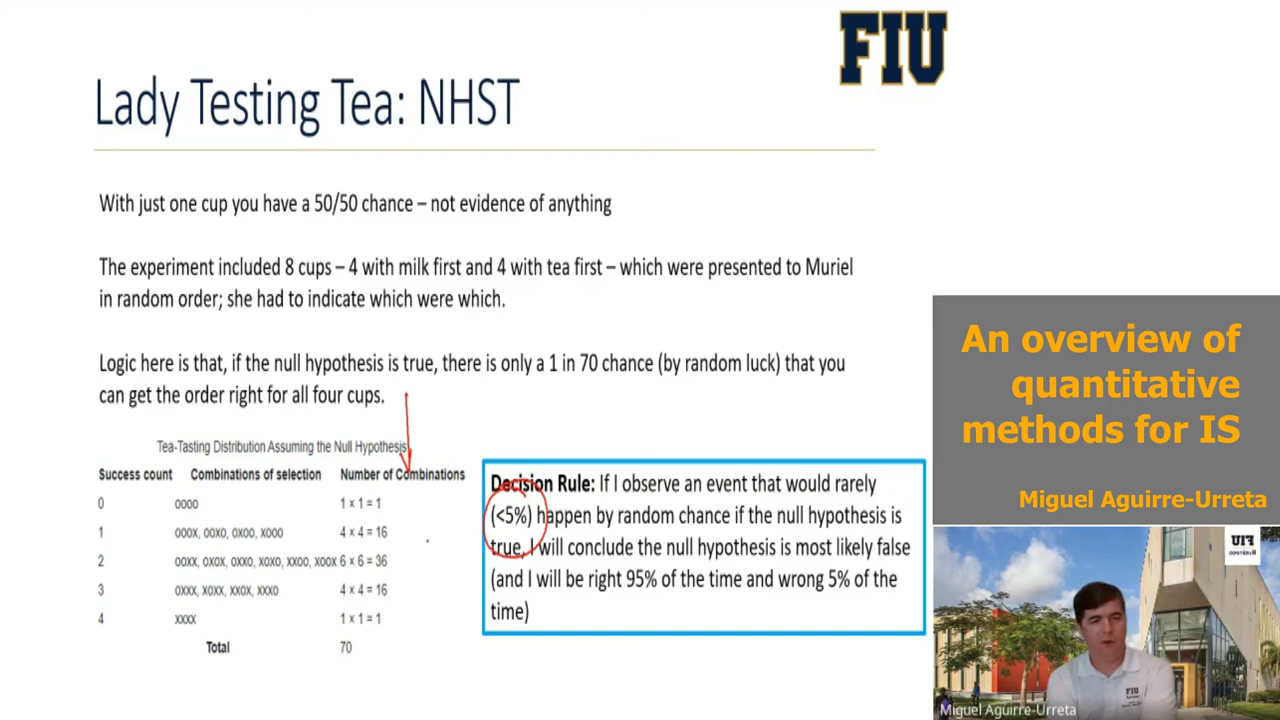 FIU
Lady Testing Tea: NHST
With just one cup you have a 50/50 chance – not evidence of anything
The experiment included 8 cups – 4 with milk first and 4 with tea first – which were presented to Muriel
in random order; she had to indicate which were which.
Logic here is that, if the null hypothesis is true, there is only a 1 in 70 chance (by random luck) that you
can get the order right for all four cups.
Tea-Tasting Distribution Assuming the Null Hypothesis
Success count Combinations of selection Number of Combinations
0 oooo 1 x 1 = 1
1 ooox, ooxo, oxoo, xooo 4 x 4 = 16
2 ooxx, oxox, oxxo, xoxo, xxoo, xoox 6 x 6 = 36
3 oxxx, xoxx, xxox, xxxo 4 x 4 = 16
4 xxxx 1 x 1 = 1
Total 70
Decision Rule: If I observe an event that would rarely
(<5%) happen by random chance if the null hypothesis is
true, I will conclude the null hypothesis is most likely false
(and I will be right 95% of the time and wrong 5% of the
time)
An overview of
quantitative
methods for IS
Miguel Aguirre-Urreta
FIU
Business
FIU
Miguel Aguirre-Urreta